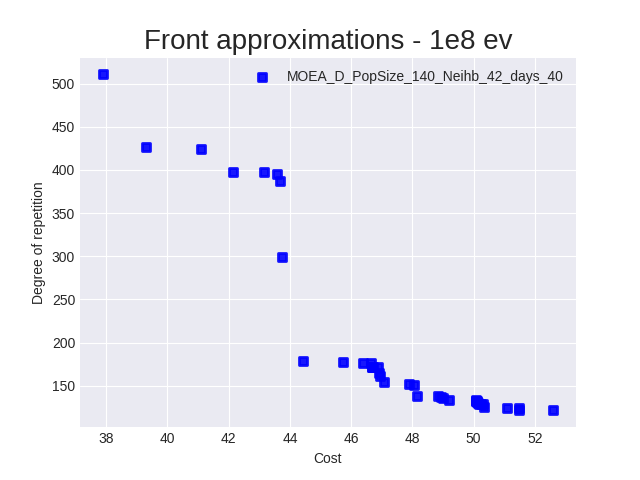 Front approximations - 1e8 ev
MOEA_D_PopSize_140_Neihb_42_days_40
Degree of repetition
500
450
400
350
300
250
200
150
38 40 42 44 46 48 50 52
Cost